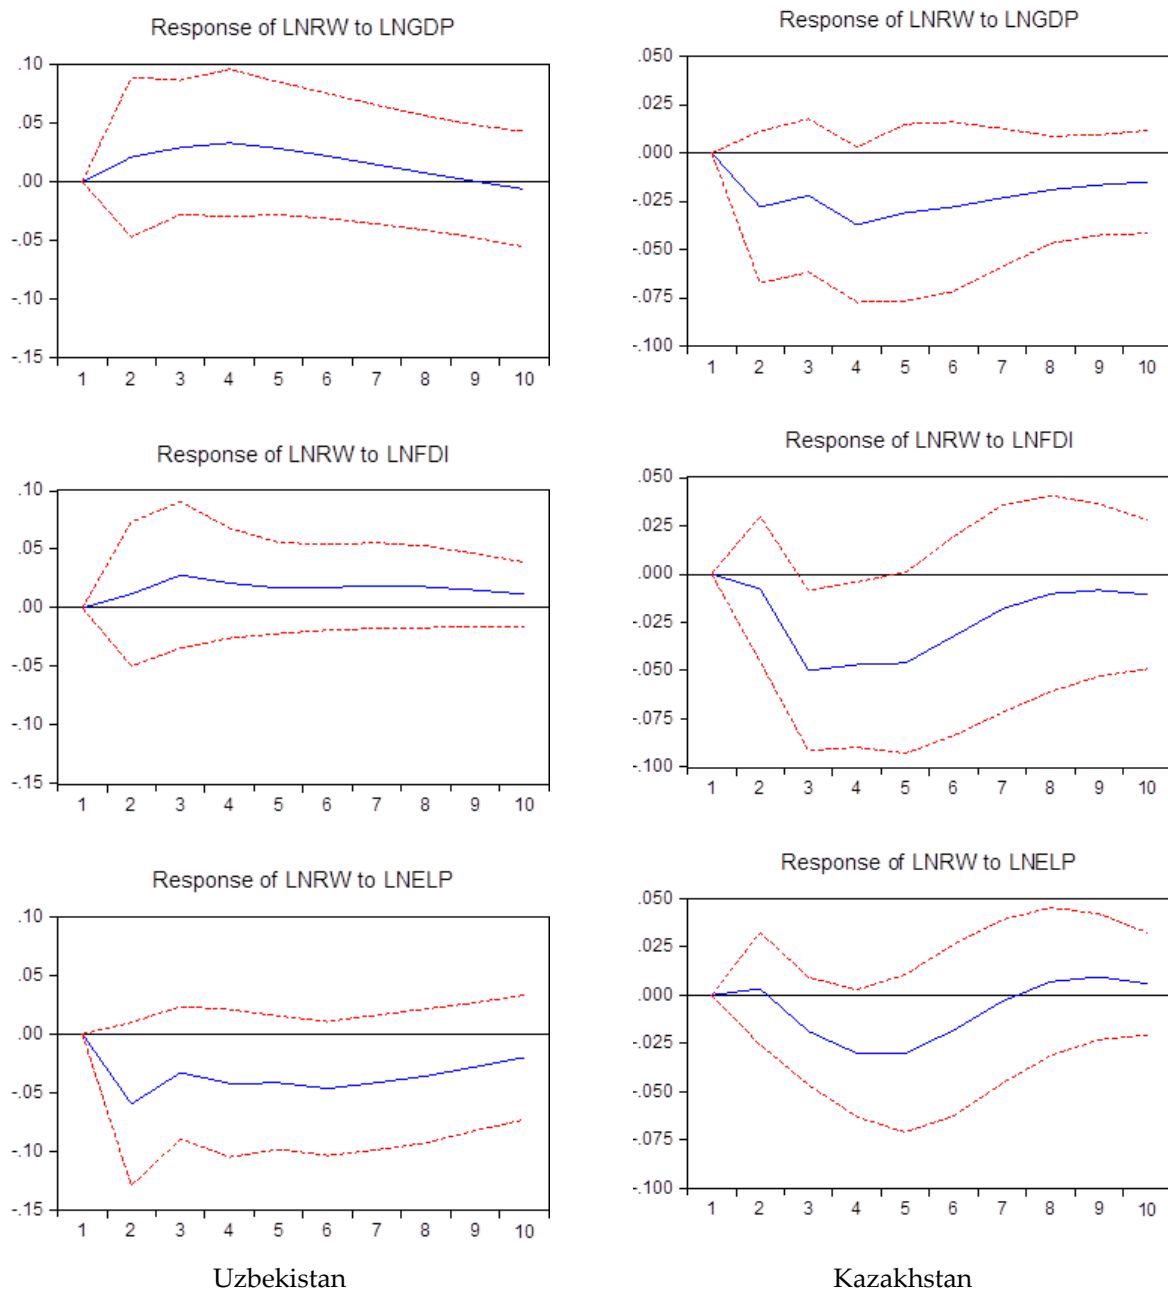 Response of LNRW to LNGDP
.10
.05
.00
-.05
-.10
-.15
1 2 3 4 5 6 7 8 9 10
Response of LNRW to LNGDP
.050
.025
.000
-.025
-.050
-.075
-.100
1 2 3 4 5 6 7 8 9 10
Response of LNRW to LNFDI
.10
.05
.00
-.05
-.10
-.15
1 2 3 4 5 6 7 8 9 10
Response of LNRW to LNFDI
.050
.025
.000
-.025
-.050
-.075
-.100
1 2 3 4 5 6 7 8 9 10
Response of LNRW to LNELP
.10
.05
.00
-.05
-.10
-.15
1 2 3 4 5 6 7 8 9 10
Response of LNRW to LNELP
.050
.025
.000
-.025
-.050
-.075
-.100
1 2 3 4 5 6 7 8 9 10
Uzbekistan
Kazakhstan